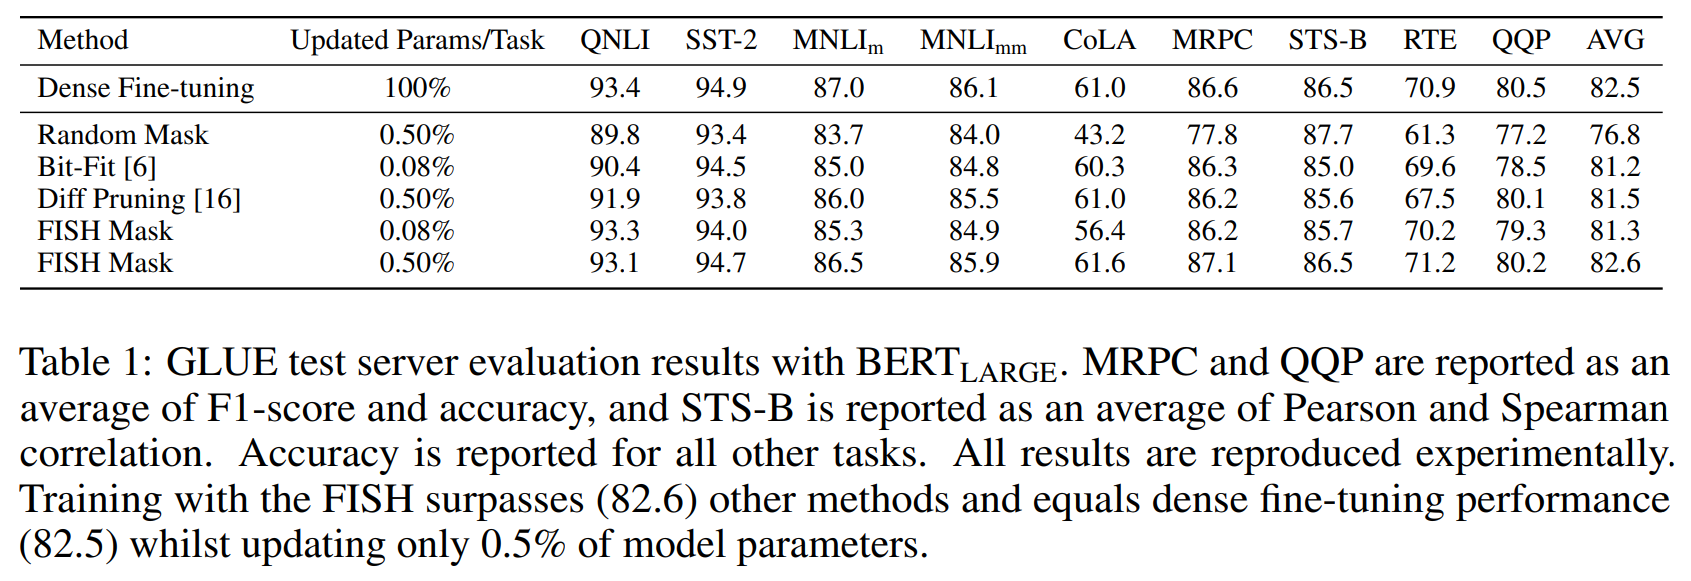 Method Updated Params/Task QNLI SST-2 MNLIm MNLImm CoLA MRPC STS-B RTE QQP AVG
Dense Fine-tuning 100% 93.4 94.9 87.0 86.1 61.0 86.6 86.5 70.9 80.5 82.5
Random Mask 0.50% 89.8 93.4 83.7 84.0 43.2 77.8 87.7 61.3 77.2 76.8
Bit-Fit [6] 0.08% 90.4 94.5 85.0 84.8 60.3 86.3 85.0 69.6 78.5 81.2
Diff Pruning [16] 0.50% 91.9 93.8 86.0 85.5 61.0 86.2 85.6 67.5 80.1 81.5
FISH Mask 0.08% 93.3 94.0 85.3 84.9 56.4 86.2 85.7 70.2 79.3 81.3
FISH Mask 0.50% 93.1 94.7 86.5 85.9 61.6 87.1 86.5 71.2 80.2 82.6
Table 1: GLUE test server evaluation results with BERTLARGE. MRPC and QQP are reported as an
average of F1-score and accuracy, and STS-B is reported as an average of Pearson and Spearman
correlation. Accuracy is reported for all other tasks. All results are reproduced experimentally.
Training with the FISH surpasses (82.6) other methods and equals dense fine-tuning performance
(82.5) whilst updating only 0.5% of model parameters.